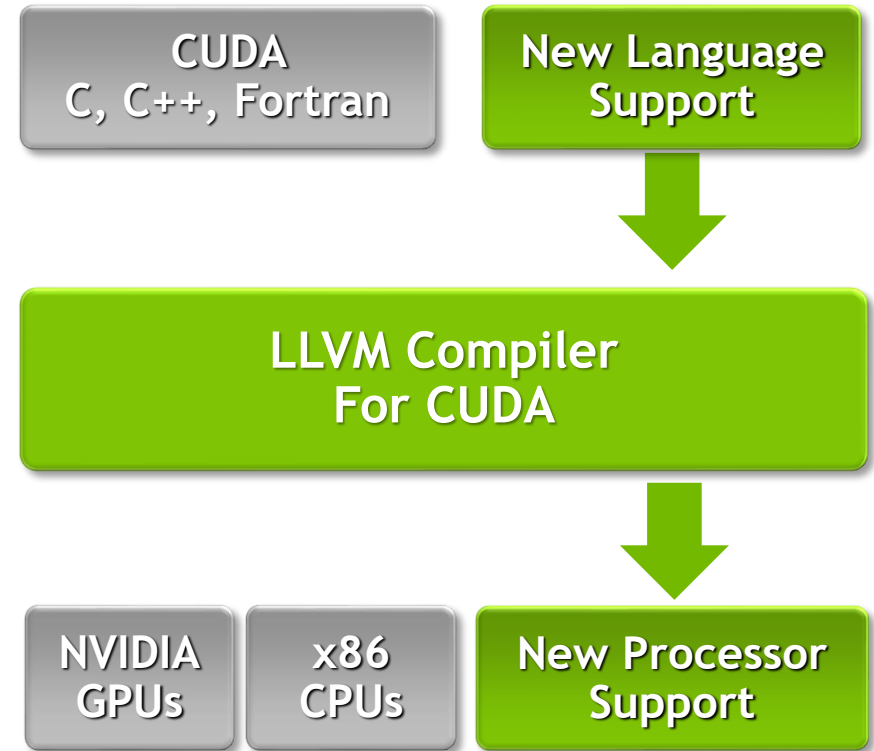 CUDA
C, C++, Fortran
New Language
Support
LLVM Compiler
For CUDA
NVIDIA
GPUs
x86
CPUs
New Processor
Support